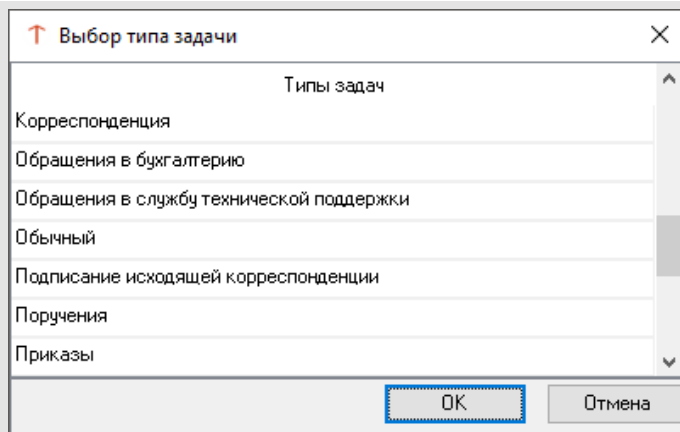 Выбор типа задачи
Типы задач
Корреспонденция
Обращения в бухгалтерию
Обращения в службу технической поддержки
Обычный
Подписание исходящей корреспонденции
Поручения
Приказы
OK
Отмена